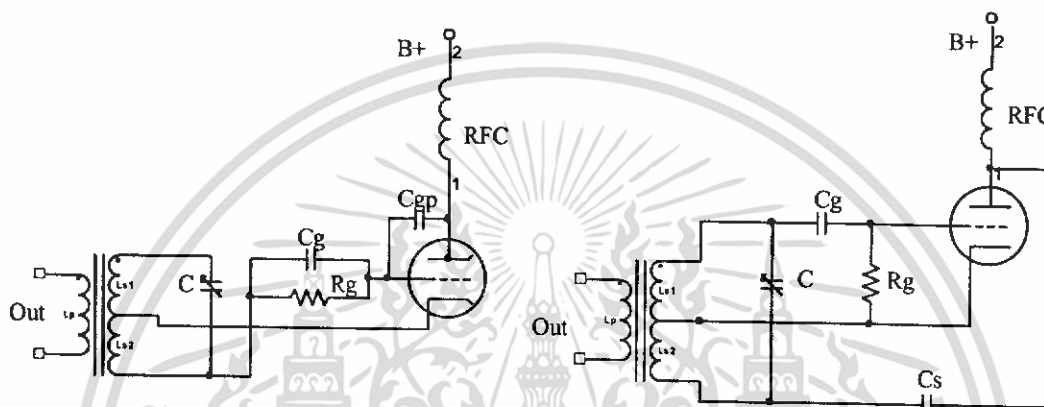 B+
2
RFC
1
Cgp
Cg
Rg
C
Out
Lp
Ls1
Ls2
B+
2
RFC
1
Cg
Rg
C
Out
Lp
Ls1
Ls2
Cs